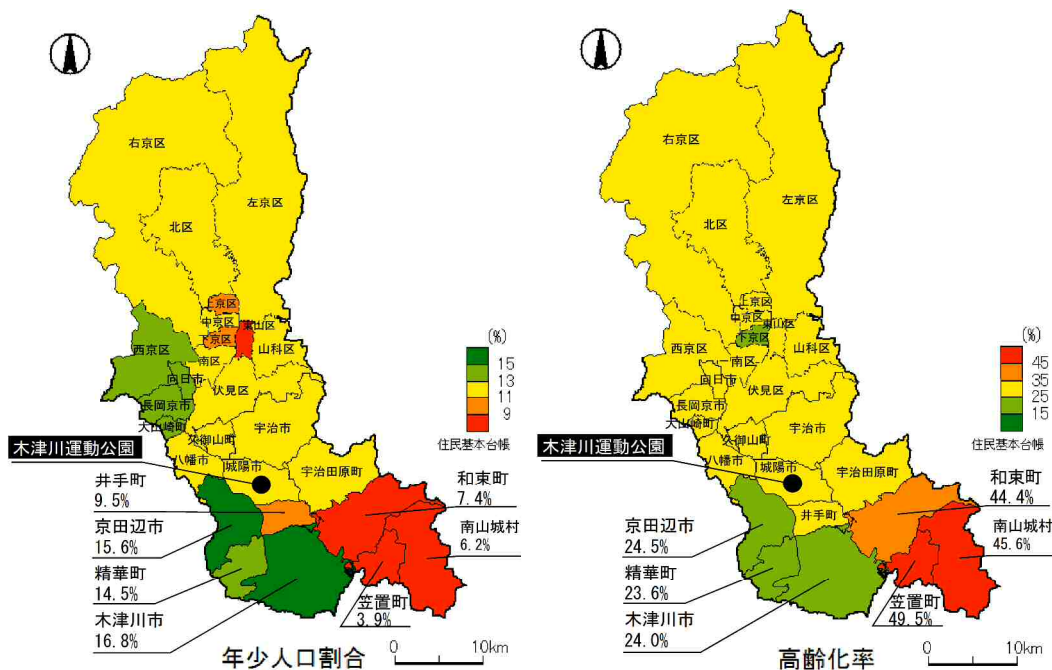 右京区
左京区
北区
上京区
中京区
東山区
下京区
西京区
山科区
南区
向日市
伏見区
長岡京市
大山崎町
久御山町
宇治市
木津川運動公園
八幡市
城陽市
宇治田原町
井手町
9.5%
和束町
7.4%
京田辺市
15.6%
南山城村
6.2%
精華町
14.5%
木津川市
16.8%
笠置町
3.9%
(%)
15
13
11
9
住民基本台帳
年少人口割合
0 10km
右京区
左京区
北区
上京区
中京区
東山区
下京区
西京区
山科区
南区
向日市
伏見区
長岡京市
大山崎町
久御山町
宇治市
木津川運動公園
八幡市
城陽市
宇治田原町
井手町
和束町
44.4%
京田辺市
24.5%
南山城村
45.6%
精華町
23.6%
木津川市
24.0%
笠置町
49.5%
(%)
45
35
25
15
住民基本台帳
高齢化率
0 10km